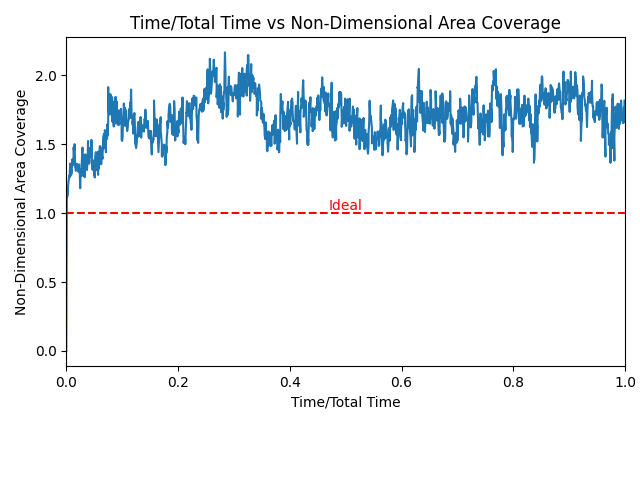 Time/Total Time vs Non-Dimensional Area Coverage
Non-Dimensional Area Coverage
2.0
1.5
1.0
0.5
0.0
Ideal
0.0 0.2 0.4 0.6 0.8 1.0
Time/Total Time